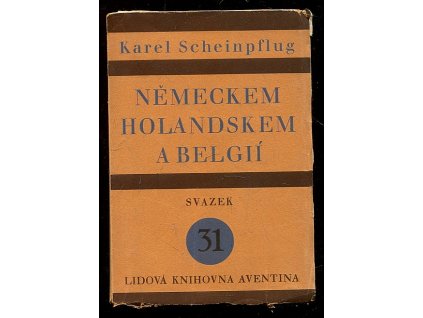 Karel Scheinpflug
NĚMECKEM
HOLANDSKEM
A BELGIÍ
SVAZEK
31
LIDOVÁ KNIHOVNA AVENTINA